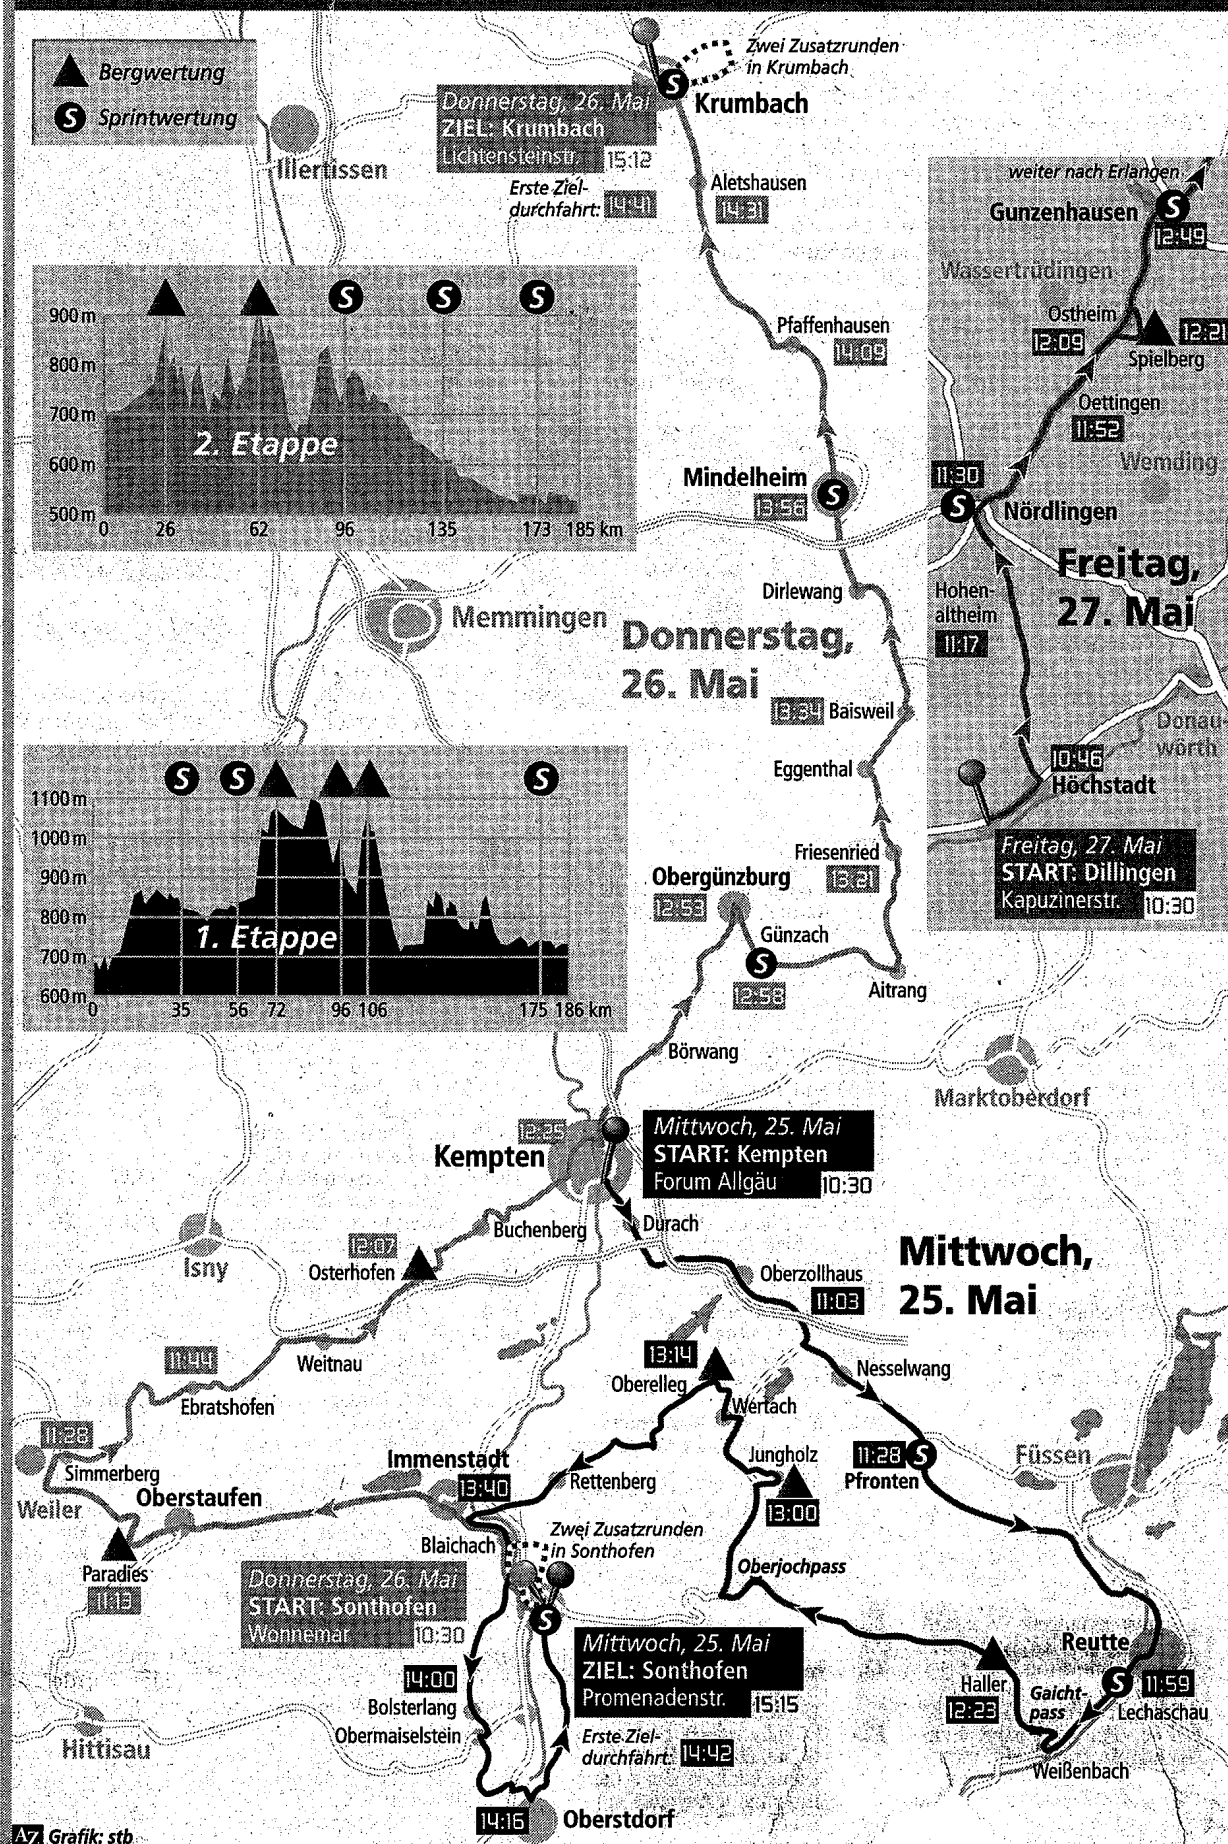 Bergwertung
Sprintwertung
Illertissen
Zwei Zusatzrunden
in Krumbach
Krumbach
Donnerstag, 26. Mai
ZIEL: Krumbach
Lichtensteinstr. 15:12
Erste Ziel-
durchfahrt: 14:41
Aletshausen
14:31
Pfaffenhausen
14:09
Mindelheim
13:56
Dirlewang
Donnerstag,
26. Mai
13:34 Baisweil
Eggenthal
Friesenried
13:21
Obergünzburg
12:53
Günzach
12:58
Aitrang
Börwang
Memmingen
weiter nach Erlangen
Gunzenhausen
12:49
Wassertrüdingen
Ostheim
12:09
12:21
Spielberg
Oettingen
11:52
Wemding
11:30
Nördlingen
Freitag,
27. Mai
Hohen-
altheim
11:17
Donau-
wörth
10:46
Höchstadt
Freitag, 27. Mai
START: Dillingen
Kapuzinerstr. 10:30
S S S
900 m
800 m
700 m
600 m
500 m
2. Etappe
0 26 62 96 135 173 185 km
S S S
1100 m
1000 m
900 m
800 m
700 m
600 m
1. Etappe
0 35 56 72 96 106 175 186 km
Marktoberdorf
12:25
Kempten
Mittwoch, 25. Mai
START: Kempten
Forum Allgäu 10:30
Durach
Buchenberg
12:07
Osterhofen
Isny
Mittwoch,
25. Mai
Oberzollhaus
11:03
Weitnau
11:44
Ebratshofen
13:14
Oberelleg
Nesselwang
Wertach
11:28
Simmerberg
Weiler
Oberstaufen
Immenstadt
13:40
Rettenberg
Jungholz
13:00
11:28
Pfronten
Füssen
Paradies
11:13
Blaichach
Zwei Zusatzrunden
in Sonthofen
Oberjochpass
Donnerstag, 26. Mai
START: Sonthofen
Wonnemar 10:30
Mittwoch, 25. Mai
ZIEL: Sonthofen
Promenadenstr. 15:15
Reutte
11:59
Lechaschau
Haller
12:23
Gaicht-
pass
Weißenbach
14:00
Bolsterlang
Obermaiselstein
Erste Ziel-
durchfahrt: 14:42
Hittisau
14:16 Oberstdorf
AZ Grafik: stb